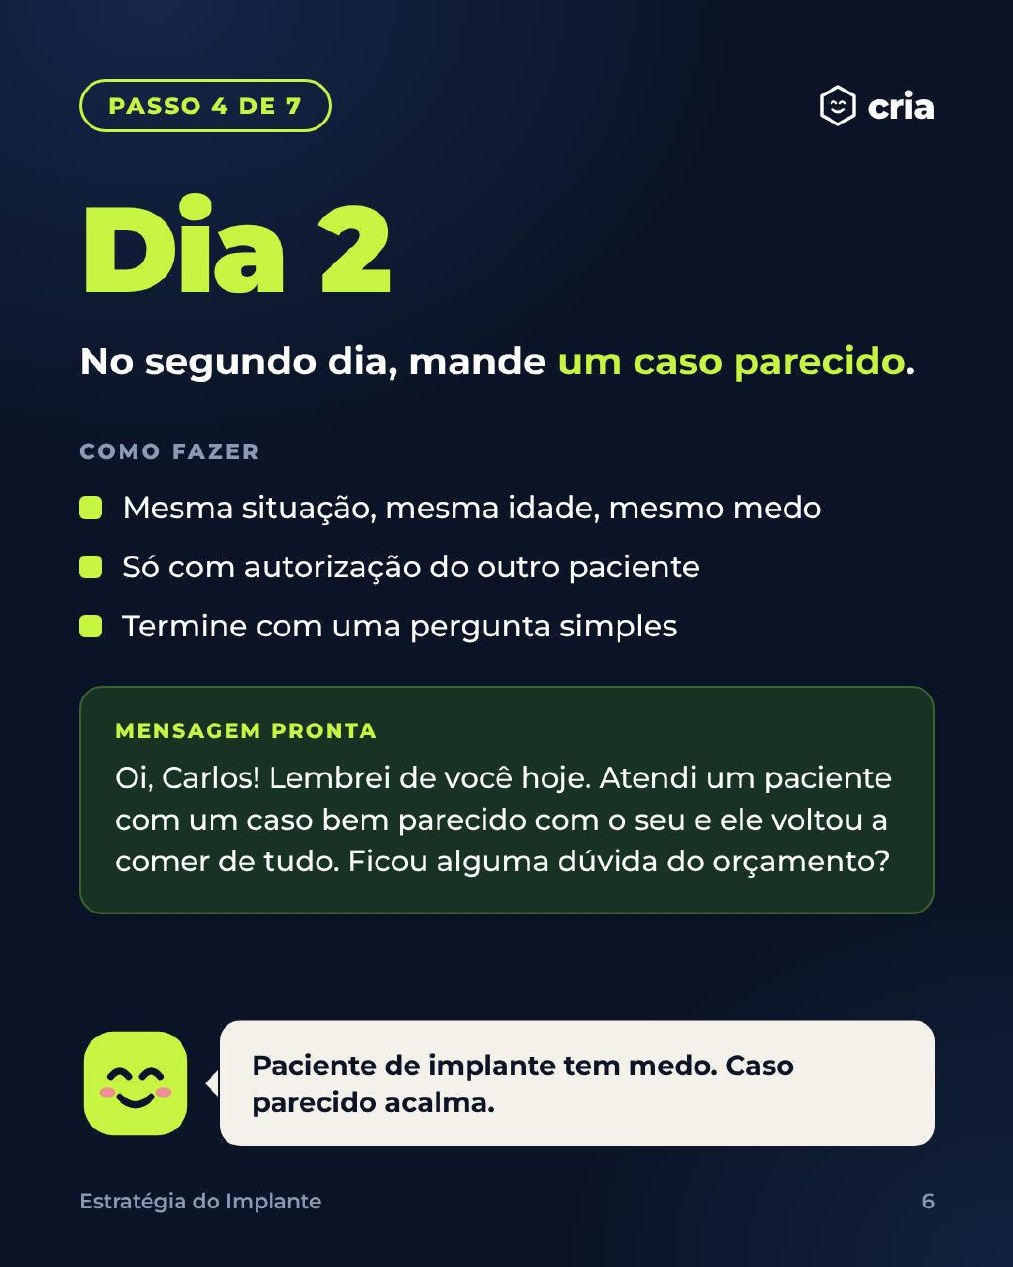 PASSO 4 DE 7
cria
Dia 2
No segundo dia, mande um caso parecido.
COMO FAZER
Mesma situação, mesma idade, mesmo medo
Só com autorização do outro paciente
Termine com uma pergunta simples
MENSAGEM PRONTA
Oi, Carlos! Lembrei de você hoje. Atendi um paciente
com um caso bem parecido com o seu e ele voltou a
comer de tudo. Ficou alguma dúvida do orçamento?
Paciente de implante tem medo. Caso
parecido acalma.
Estratégia do Implante
6